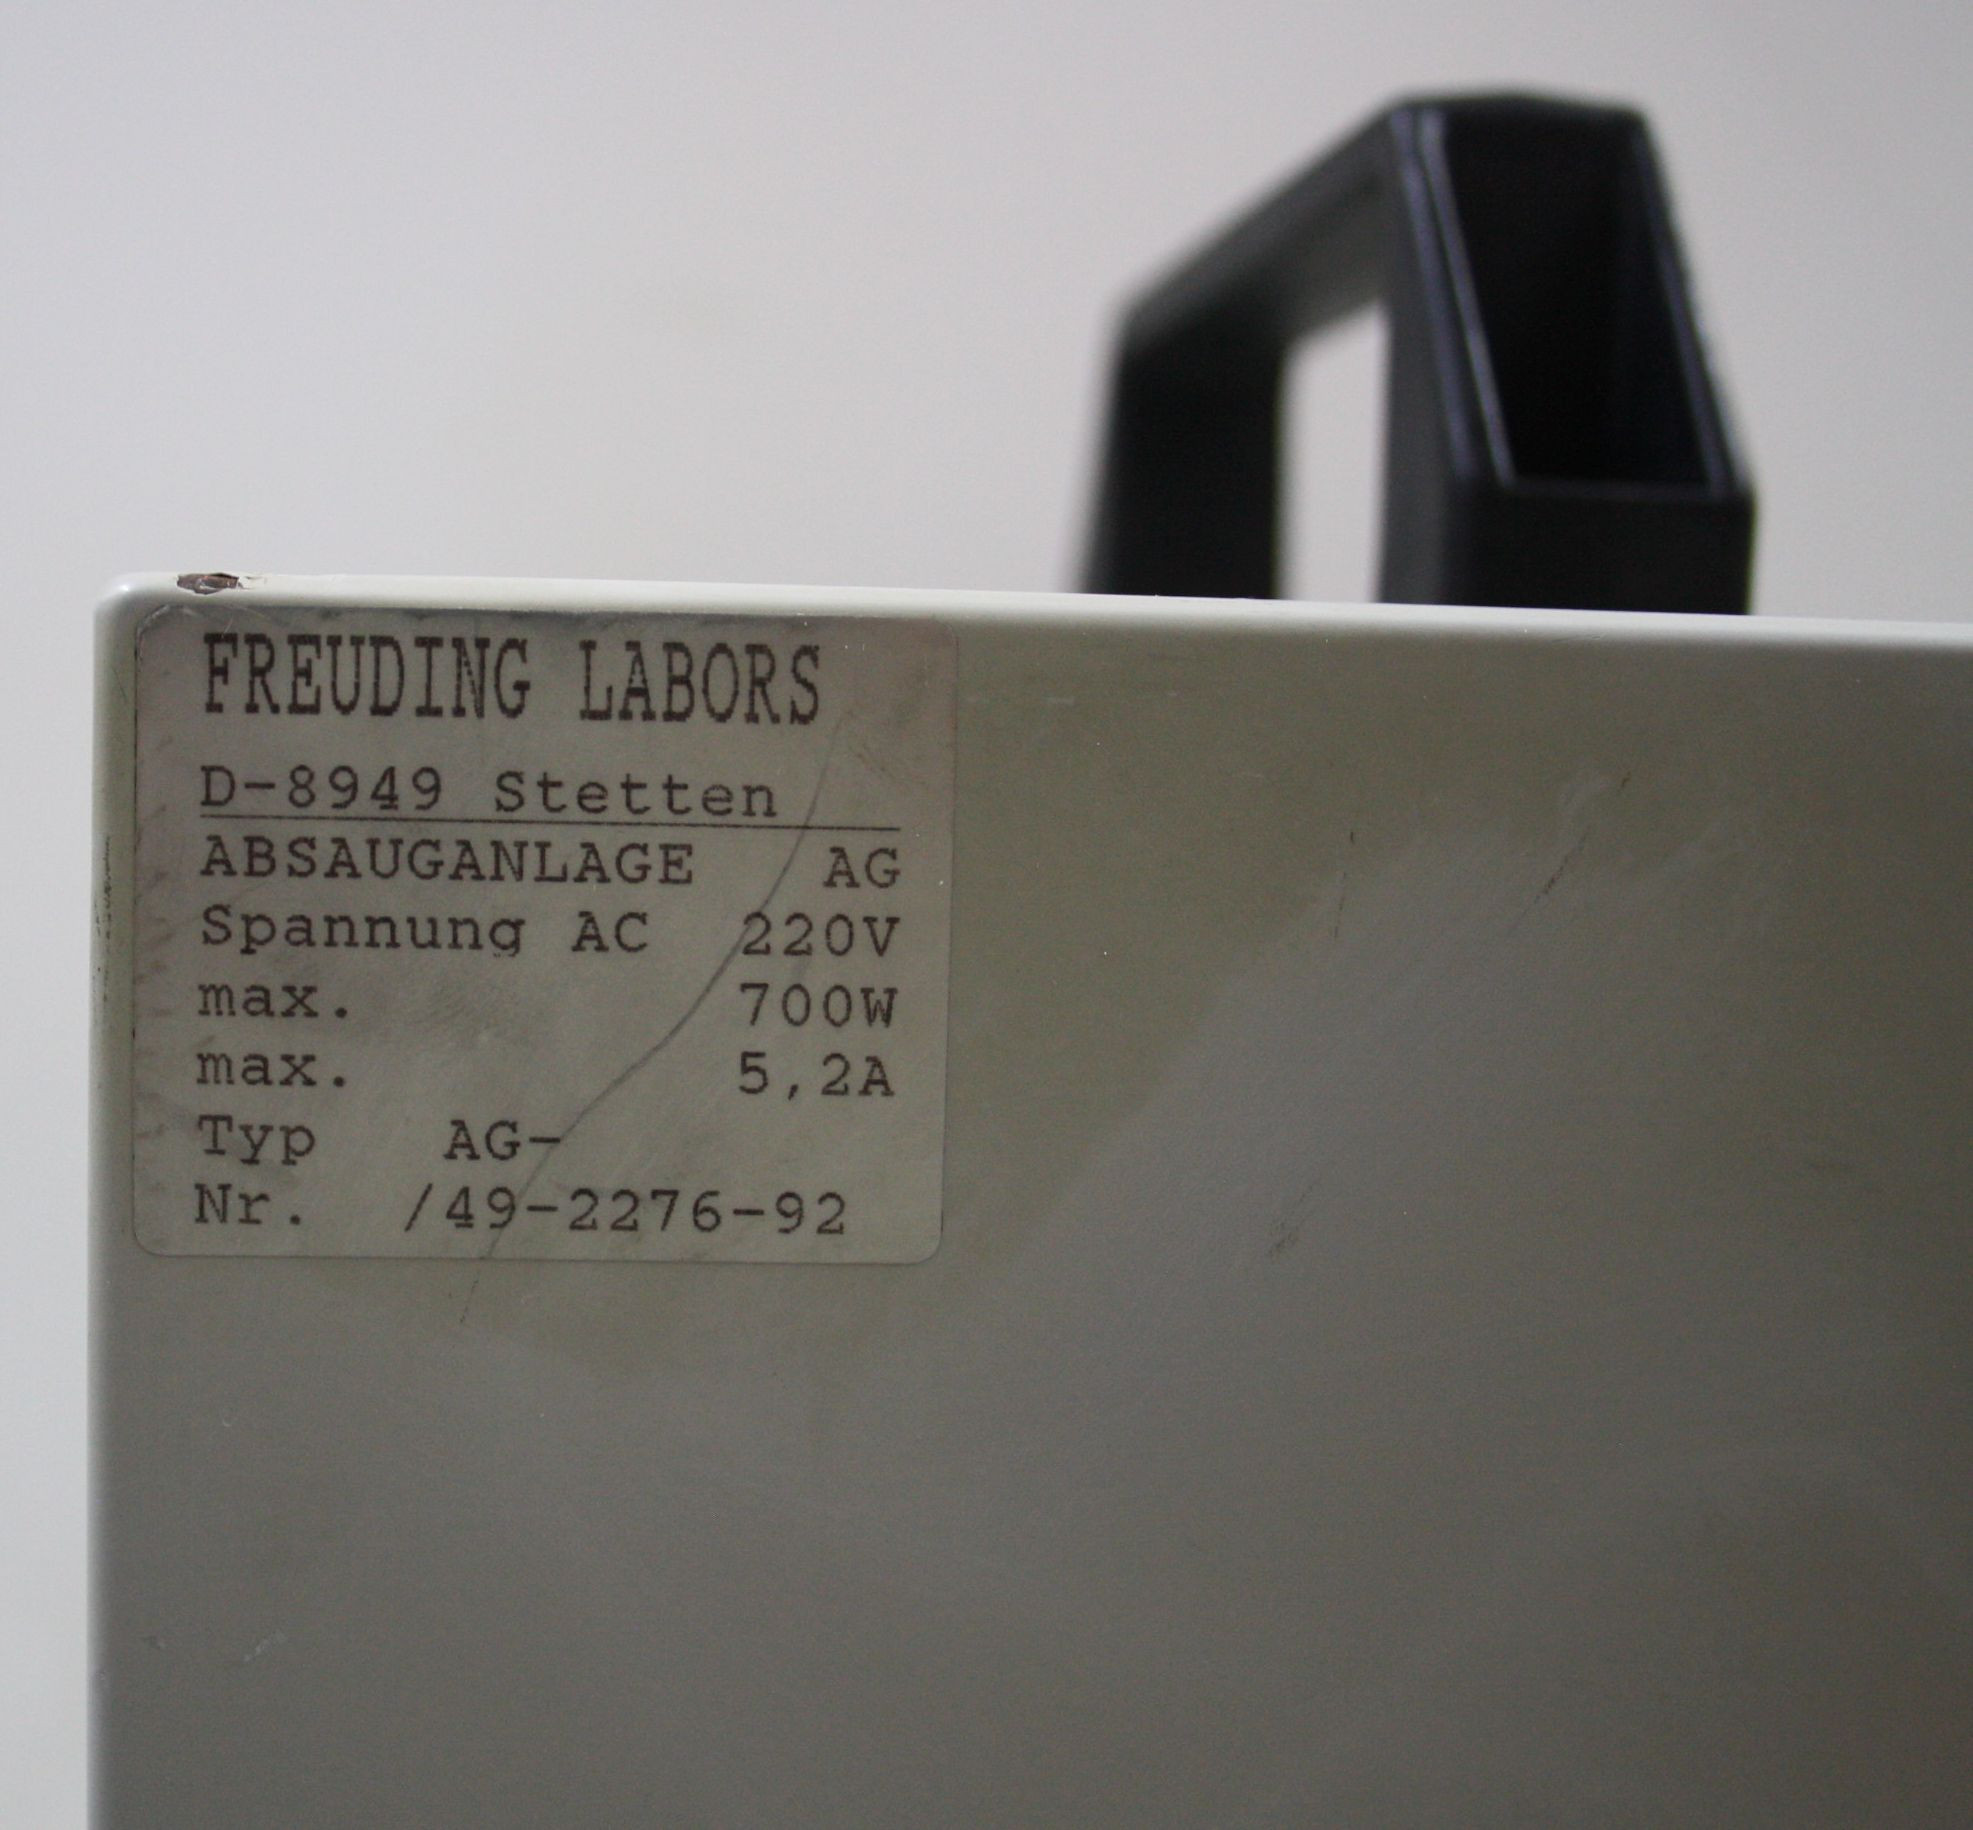 FREUDING LABORS
D-8949 Stetten
ABSAUGANLAGE AG
Spannung AC 220V
max. 700W
max. 5,2A
Typ AG-
Nr. /49-2276-92